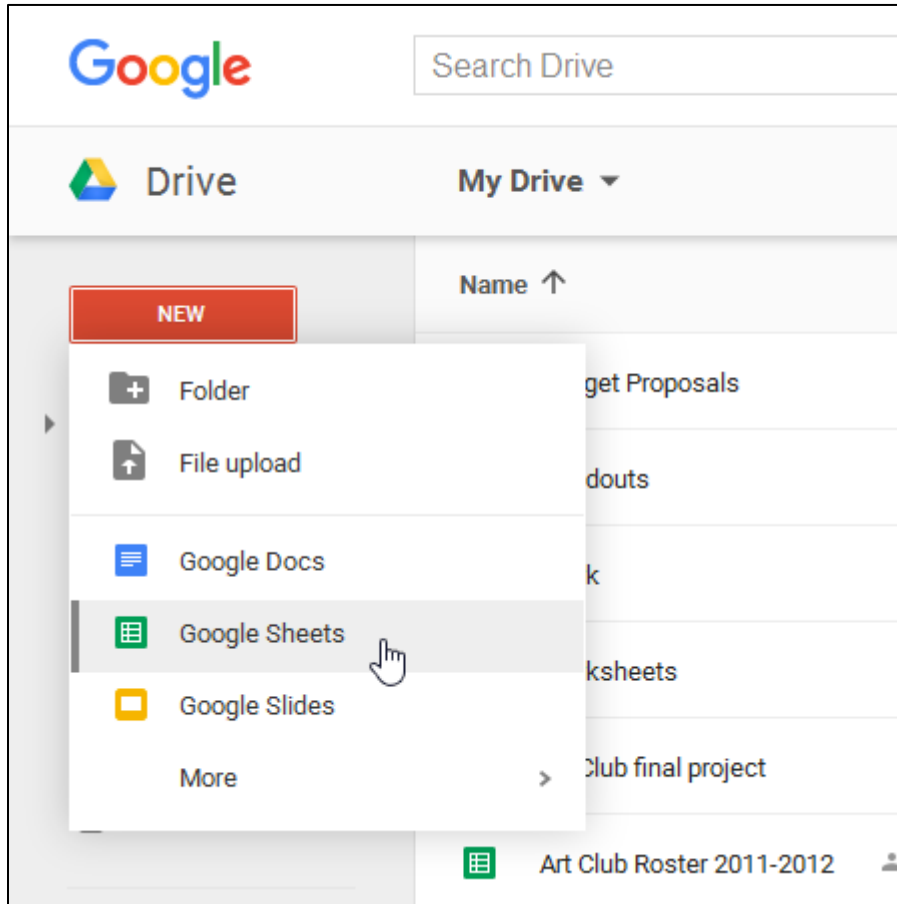 Google
Search Drive
Drive
My Drive
Name
NEW
Folder
File upload
Google Docs
Google Sheets
Google Slides
More
get Proposals
douts
k
ksheets
Club final project
Art Club Roster 2011-2012